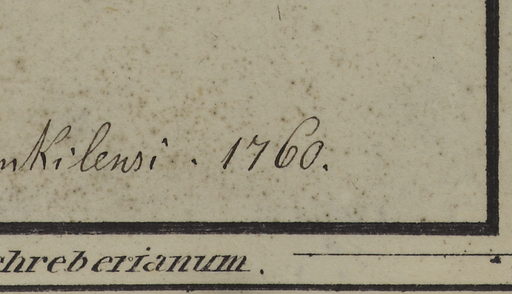 nkilensi . 1760.
chreberianum.